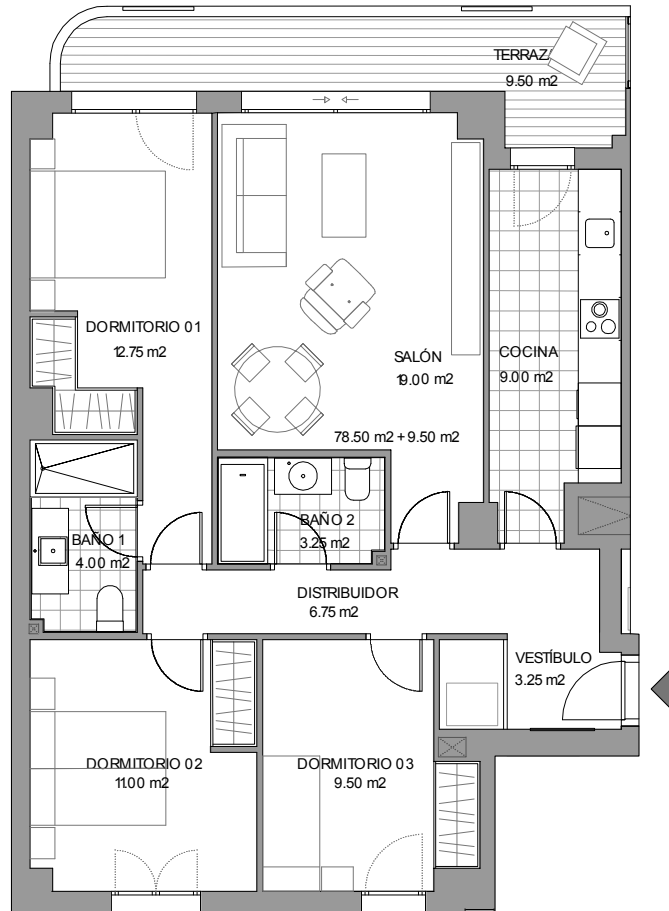 TERRAZA
9.50 m2
DORMITORIO 01
12.75 m2
SALÓN
19.00 m2
COCINA
9.00 m2
78.50 m2 + 9.50 m2
BAÑO 1
4.00 m2
BAÑO 2
3.25 m2
DISTRIBUIDOR
6.75 m2
VESTÍBULO
3.25 m2
DORMITORIO 02
11.00 m2
DORMITORIO 03
9.50 m2